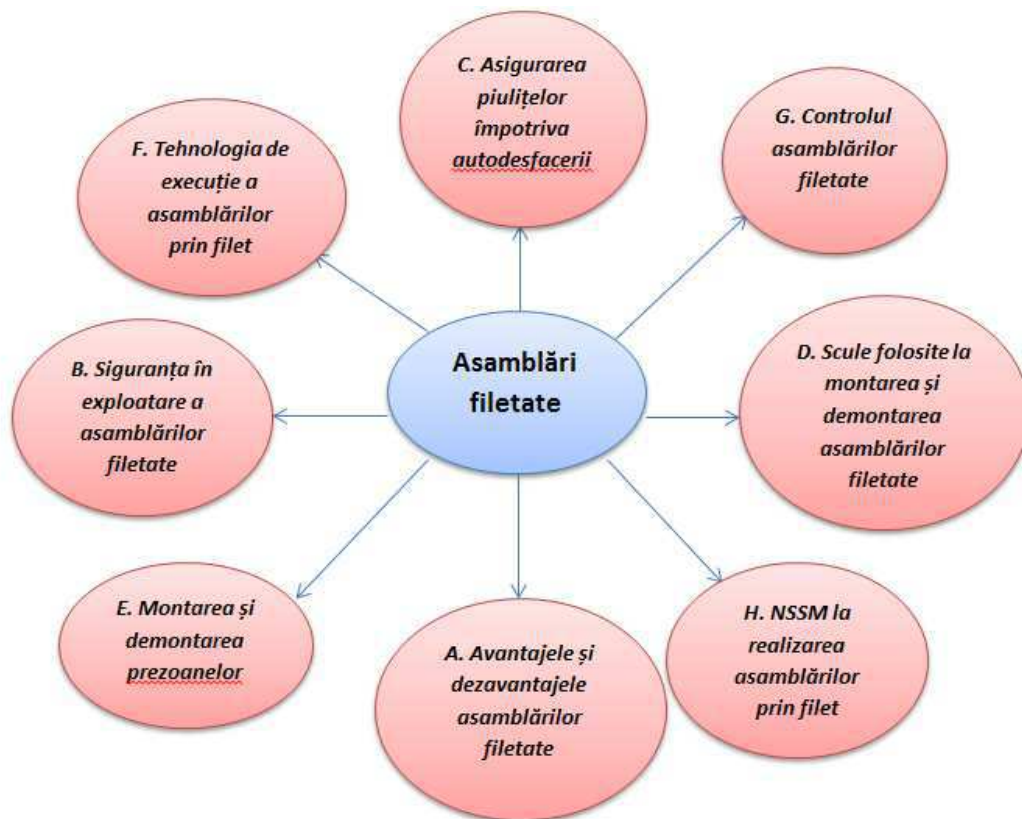 C. Asigurarea
piulițelor
împotriva
autodesfacerii
F. Tehnologia de
execuție a
asamblărilor
prin filet
G. Controlul
asamblărilor
filetate
B. Siguranța în
exploatare a
asamblărilor
filetate
Asamblări
filetate
D. Scule folosite la
montarea și
demontarea
asamblărilor
filetate
E. Montarea și
demontarea
prezoanelor
A. Avantajele și
dezavantajele
asamblărilor
filetate
H. NSSM la
realizarea
asamblărilor
prin filet